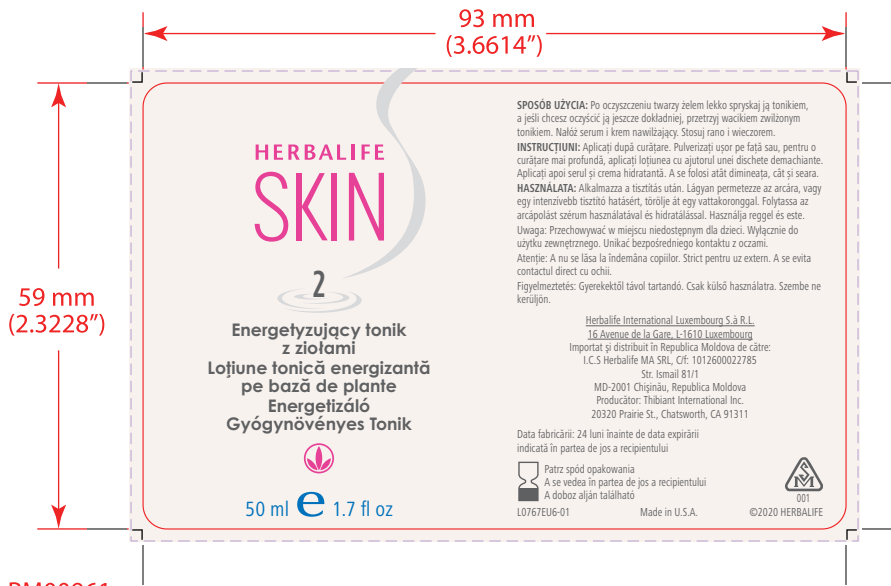 93 mm
(3.6614”)
59 mm
(2.3228”)
HERBALIFE
SKIN
2
Energetyzujący tonik
z ziołami
Loțiune tonică energizantă
pe bază de plante
Energetizáló
Gyógynövényes Tonik
50 ml e 1.7 fl oz
SPOSÓB UŻYCIA: Po oczyszczeniu twarzy żelem lekko spryskaj ją tonikiem,
a jeśli chcesz oczyścić ją jeszcze dokładniej, przetrzyj wacikiem zwilżonym
tonikiem. Nałóż serum i krem nawilżający. Stosuj rano i wieczorem.
INSTRUCȚIUNI: Aplicați după curățare. Pulverizați ușor pe față sau, pentru o
curățare mai profundă, aplicați loțiunea cu ajutorul unei dischete demachiante.
Aplicați apoi serul și crema hidratantă. A se folosi atât dimineața, cât și seara.
HASZNÁLATA: Alkalmazza a tisztítás után. Lágyan permetezze az arcára, vagy
egy intenzívebb tisztító hatásért, törölje át egy vattakoronggal. Folytassa az
arcápolást szérum használatával és hidratálással. Használja reggel és este.
Uwaga: Przechowywać w miejscu niedostępnym dla dzieci. Wyłącznie do
użytku zewnętrznego. Unikać bezpośredniego kontaktu z oczami.
Atenție: A nu se lăsa la îndemâna copiilor. Strict pentru uz extern. A se evita
contactul direct cu ochii.
Figyelmeztetés: Gyerekektől távol tartandó. Csak külső használatra. Szembe ne
kerüljön.
Herbalife International Luxembourg S.à R.L.
16 Avenue de la Gare, L-1610 Luxembourg
Importat și distribuit în Republica Moldova de către:
I.C.S Herbalife MA SRL, C/f: 1012600022785
Str. Ismail 81/1
MD-2001 Chișinău, Republica Moldova
Producător: Thibiant International Inc.
20320 Prairie St., Chatsworth, CA 91311
Data fabricării: 24 luni înainte de data expirării
indicată în partea de jos a recipientului
Patrz spód opakowania
A se vedea în partea de jos a recipientului
A doboz alján található
L0767EU6-01 Made in U.S.A. ©2020 HERBALIFE
001